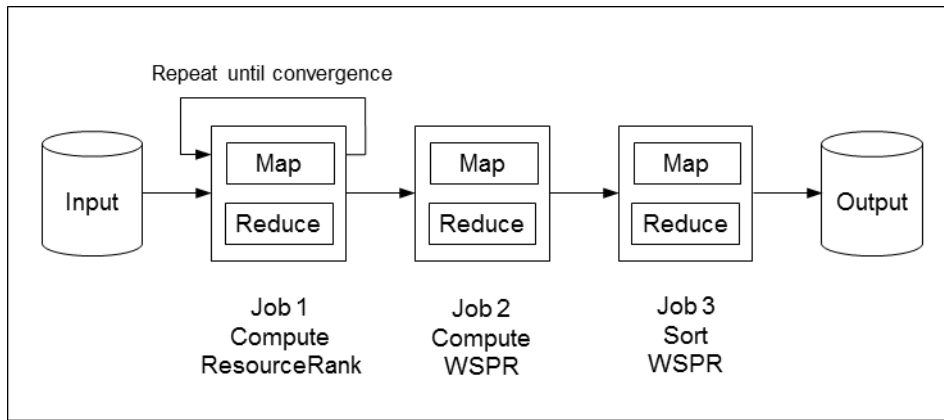 Repeat until convergence
Input
Map
Reduce
Map
Reduce
Map
Reduce
Output
Job 1
Compute
ResourceRank
Job 2
Compute
WSPR
Job 3
Sort
WSPR